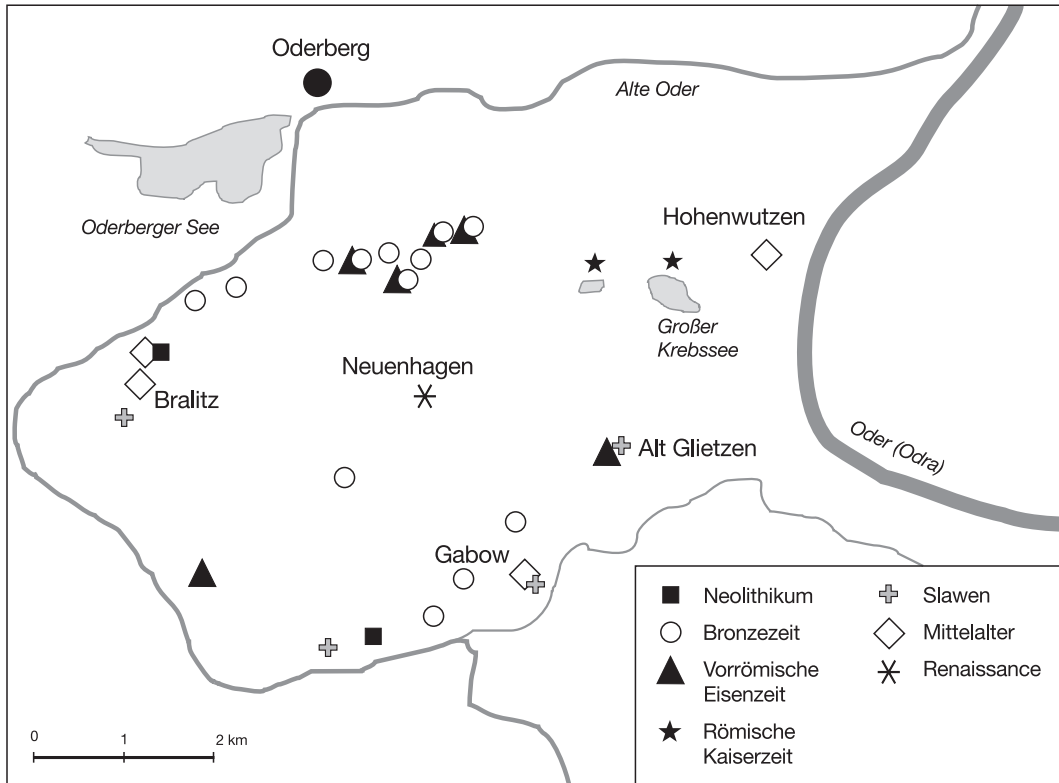 Oderberg
Alte Oder
Oderberger See
Hohenwutzen
Großer
Krebssee
Neuenhagen
Bralitz
Oder (Odra)
Alt Glietzen
Gabow
Neolithikum
Bronzezeit
Vorrömische
Eisenzeit
Römische
Kaiserzeit
Slawen
Mittelalter
Renaissance
0 1 2 km